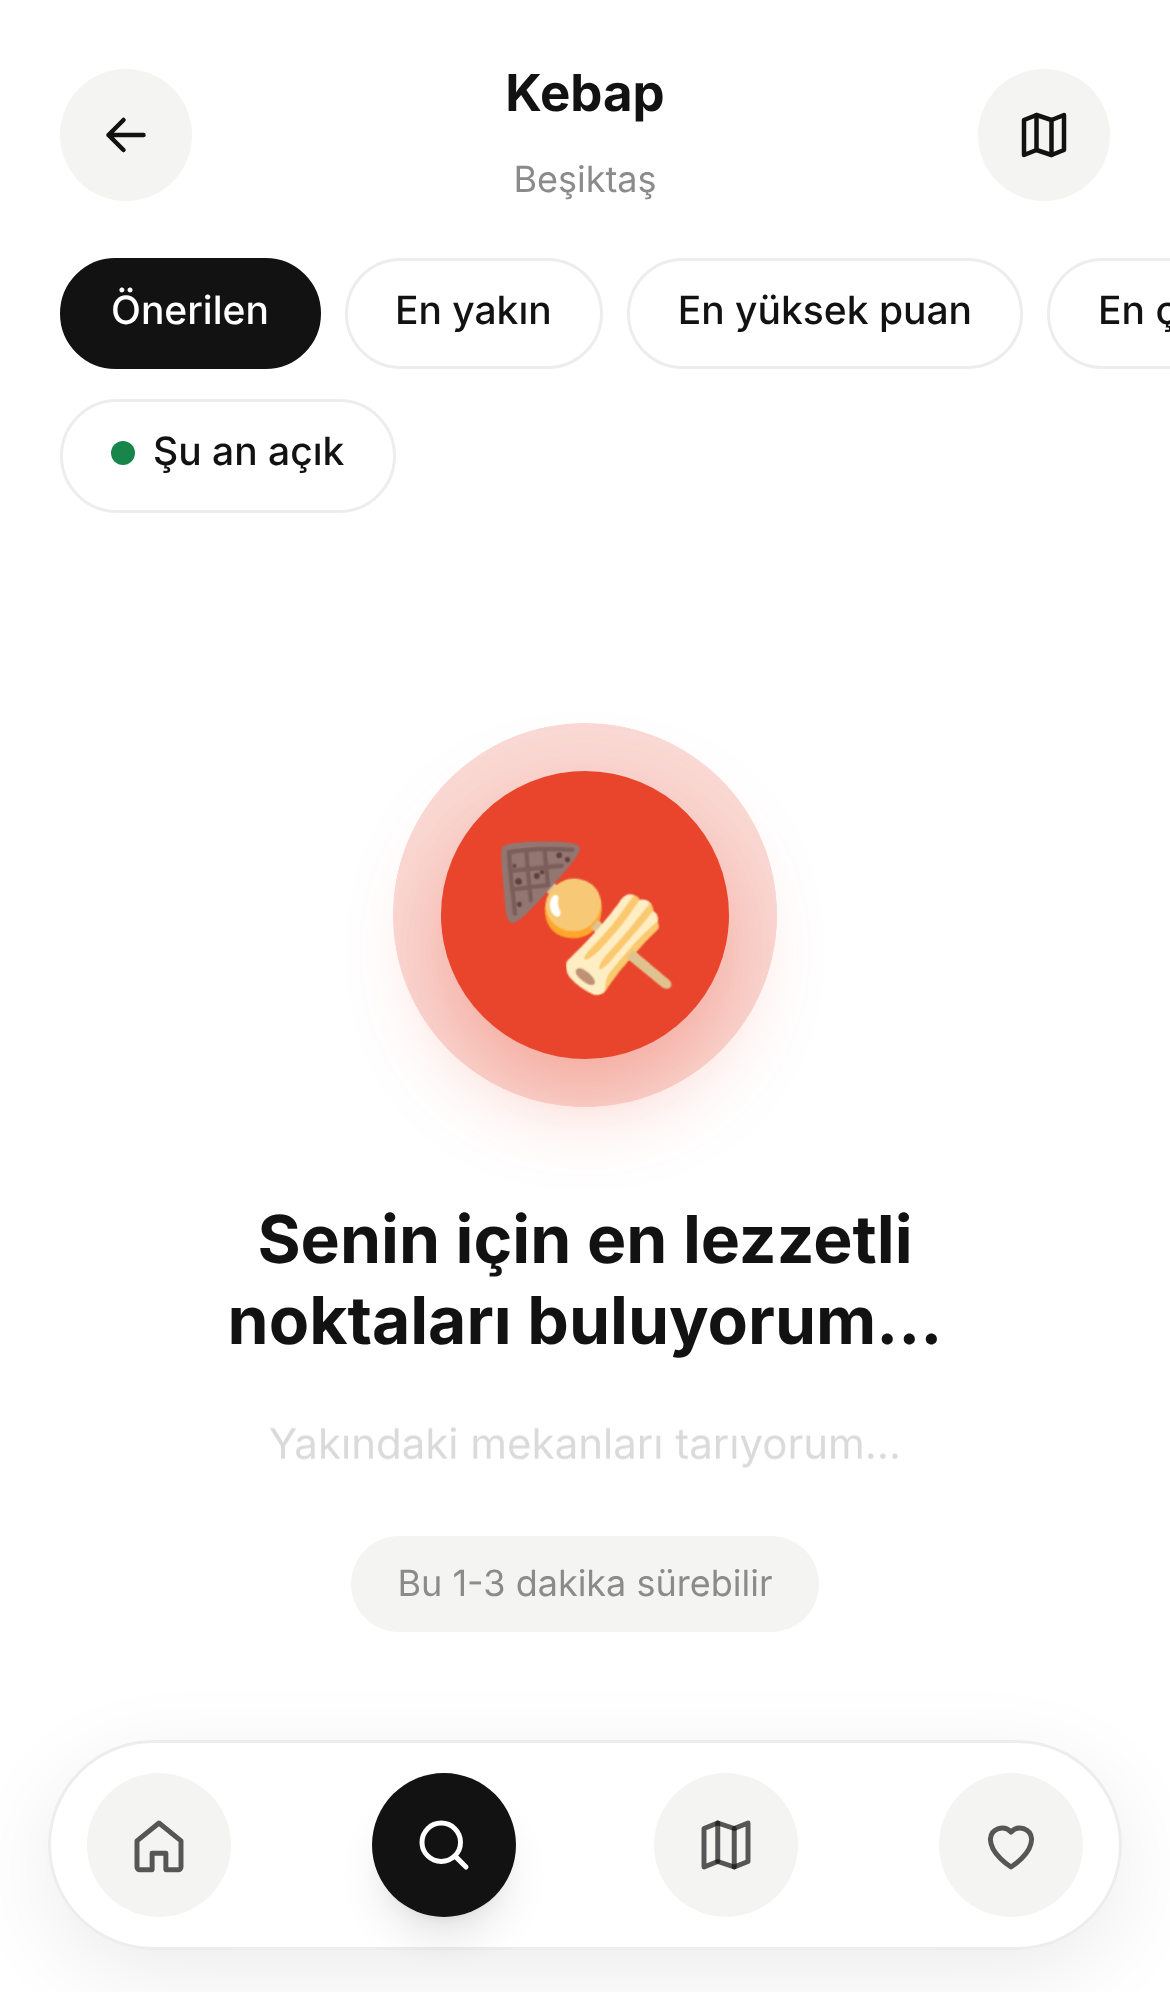 Kebap
Beşiktaş
Önerilen
En yakın
En yüksek puan
En
Şu an açık
Senin için en lezzetli
noktaları buluyorum...
Yakındaki mekanları tarıyorum...
Bu 1-3 dakika sürebilir